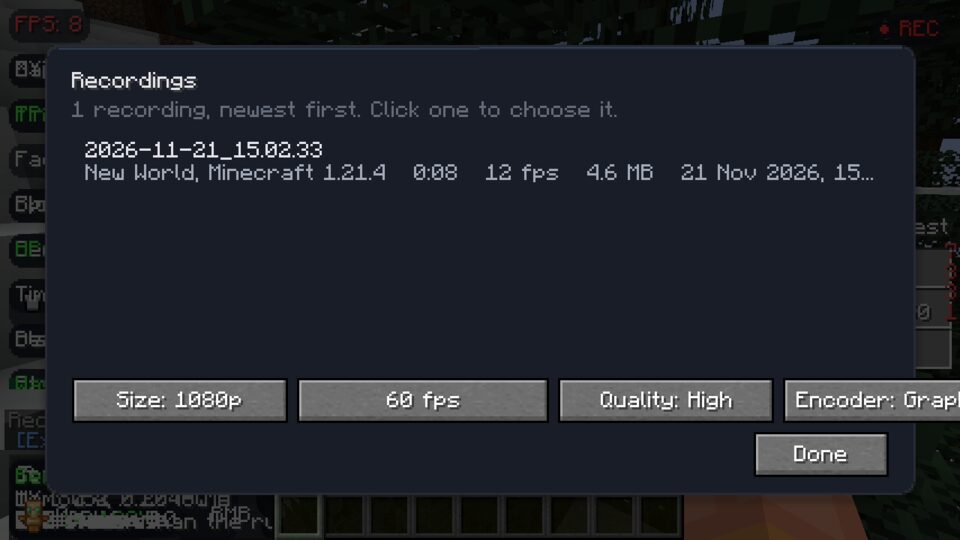 FPS: 8
REC
Recordings
1 recording, newest first. Click one to choose it.
2026-11-21_15.02.33
New World, Minecraft 1.21.4 0:08 12 fps 4.6 MB 21 Nov 2026, 15...
Size: 1080p
60 fps
Quality: High
Encoder: Grap
Done